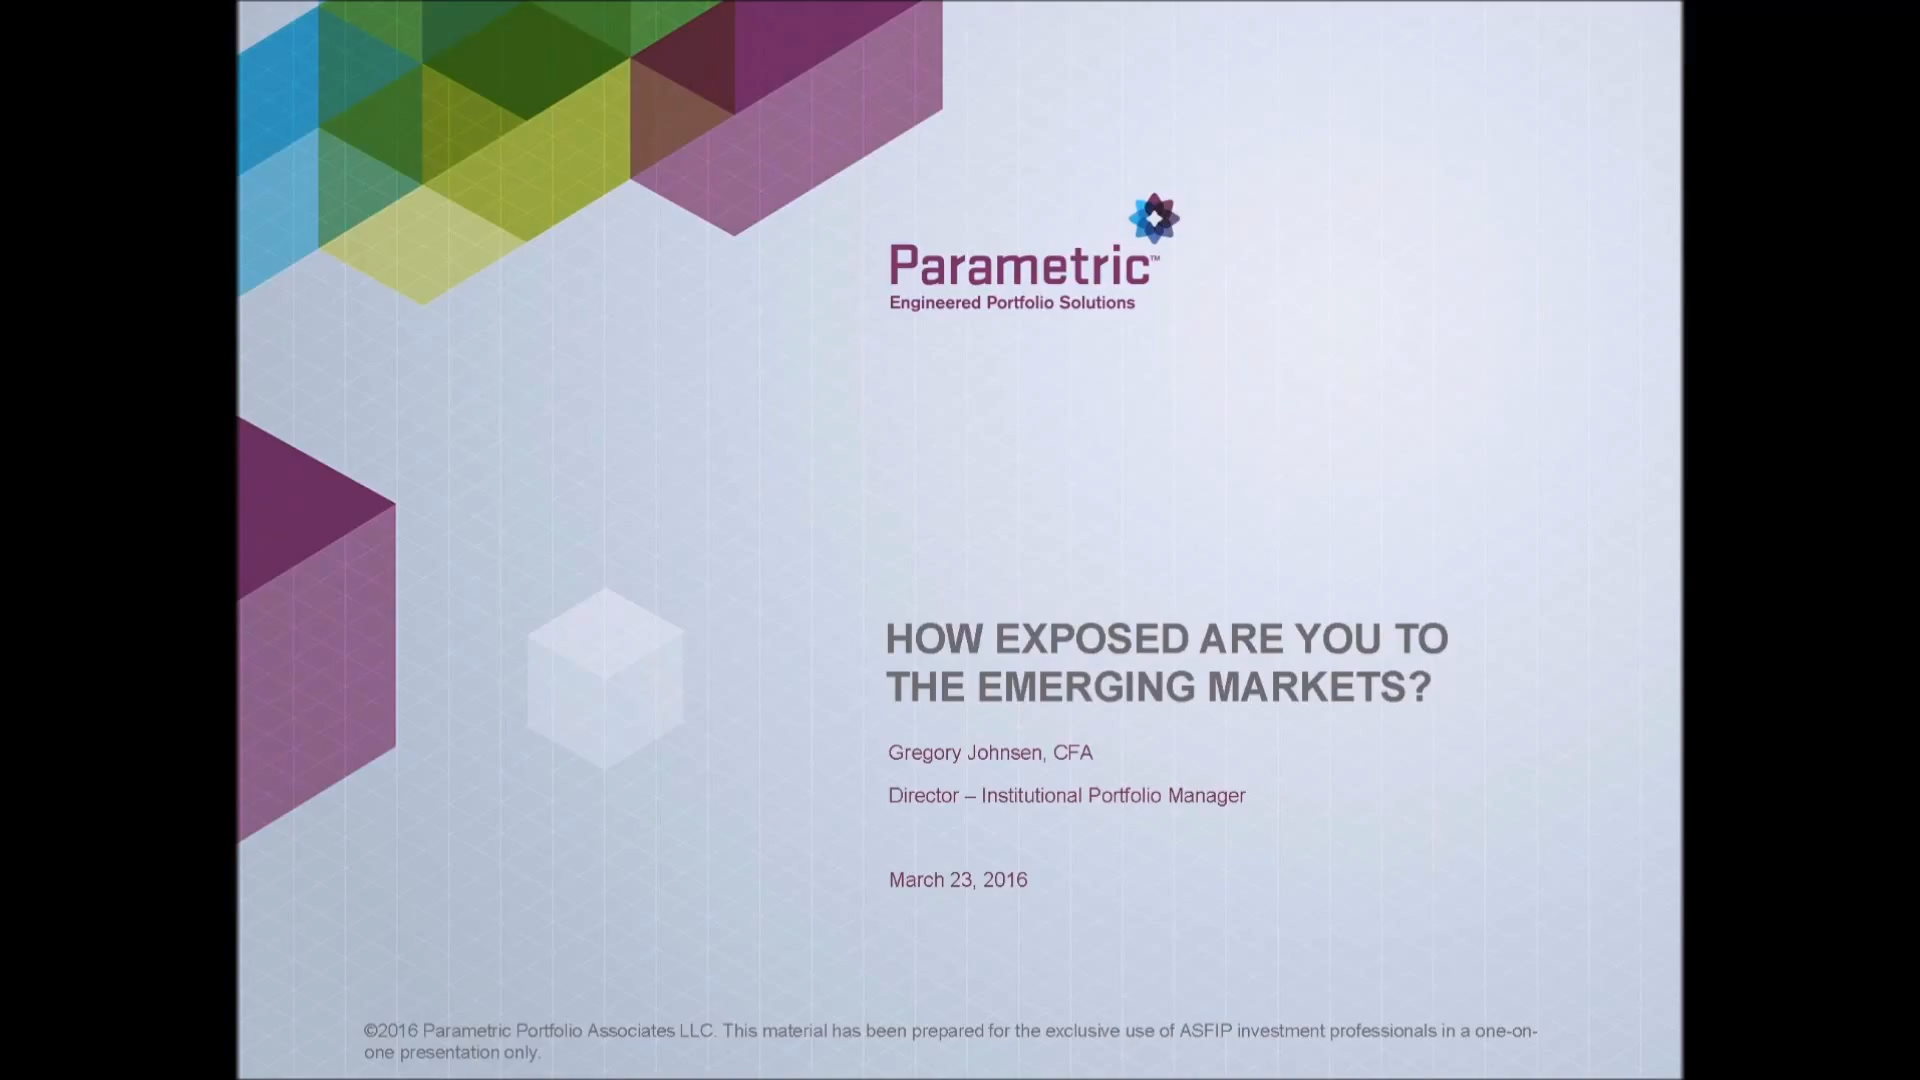 Parametric™
Engineered Portfolio Solutions
HOW EXPOSED ARE YOU TO
THE EMERGING MARKETS?
Gregory Johnsen, CFA
Director – Institutional Portfolio Manager
March 23, 2016
©2016 Parametric Portfolio Associates LLC. This material has been prepared for the exclusive use of ASFIP investment professionals in a one-on-
one presentation only.